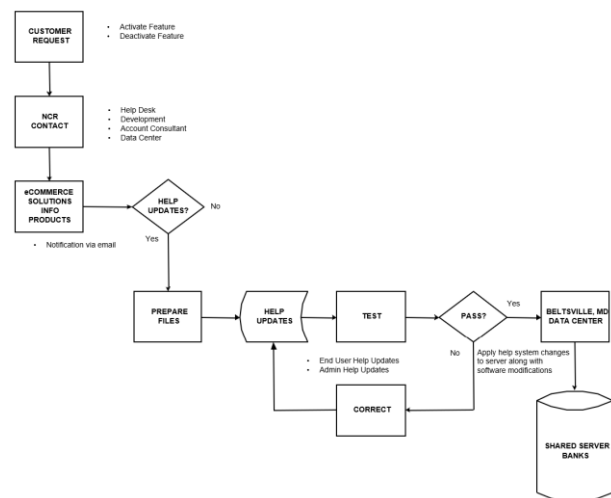 CUSTOMER
REQUEST
• Activate Feature
• Deactivate Feature
NCR
CONTACT
• Help Desk
• Development
• Account Consultant
• Data Center
eCOMMERCE
SOLUTIONS
INFO
PRODUCTS
HELP
UPDATES?
No
• Notification via email
Yes
PREPARE
FILES
HELP
UPDATES
TEST
PASS?
Yes
BELTSVILLE, MD
DATA CENTER
No
• End User Help Updates
• Admin Help Updates
Apply help system changes
to server along with
software modifications
CORRECT
SHARED SERVER
BANKS